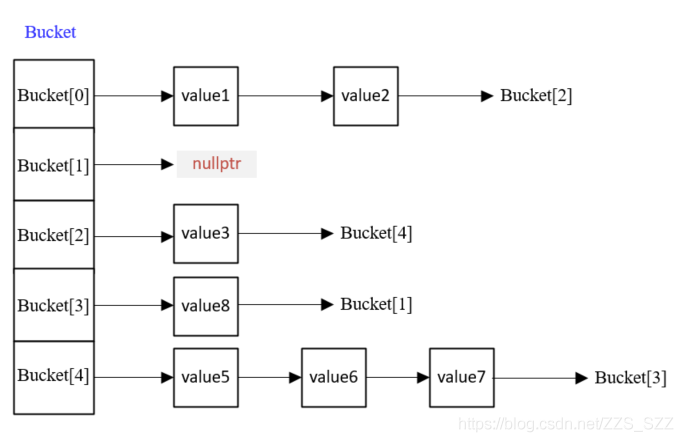 Bucket
Bucket[0] value1 value2 Bucket[2]
Bucket[1] nullptr
Bucket[2] value3 Bucket[4]
Bucket[3] value8 Bucket[1]
Bucket[4] value5 value6 value7 Bucket[3]
https://blog.csdn.net/ZZS_SZZ